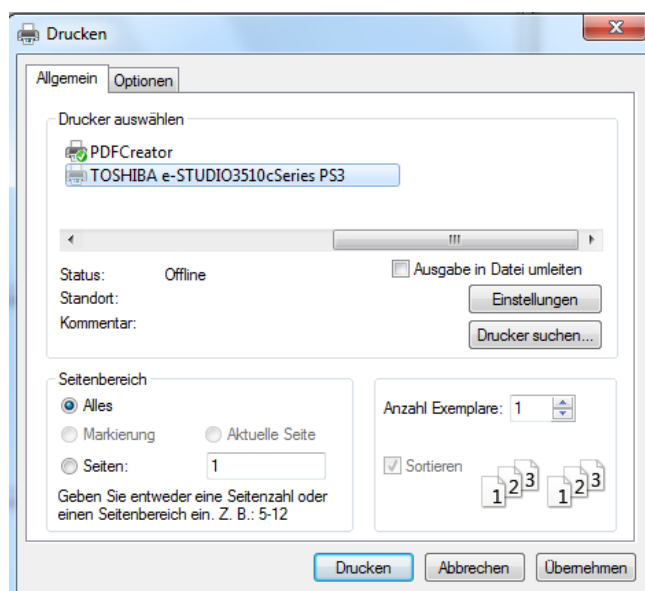 Drucken
Allgemein Optionen
Drucker auswählen
PDFCreator
TOSHIBA e-STUDIO3510cSeries PS3
Status: Offline
Ausgabe in Datei umleiten
Standort:
Einstellungen
Kommentar:
Drucker suchen...
Seitenbereich
Alles
Markierung Aktuelle Seite
Seiten: 1
Geben Sie entweder eine Seitenzahl oder
einen Seitenbereich ein. Z. B.: 5-12
Anzahl Exemplare: 1
Sortieren
1 2 3 1 2 3
Drucken Abbrechen Übernehmen